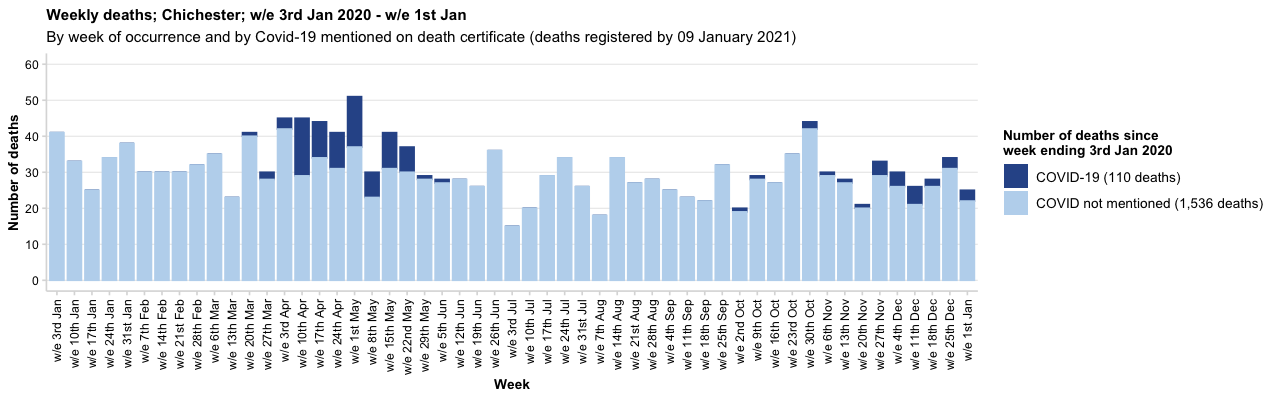 Weekly deaths; Chichester; w/e 3rd Jan 2020 - w/e 1st Jan
By week of occurrence and by Covid-19 mentioned on death certificate (deaths registered by 09 January 2021)
Number of deaths
60
50
40
30
20
10
0
w/e 3rd Jan
w/e 10th Jan
w/e 17th Jan
w/e 24th Jan
w/e 31st Jan
w/e 7th Feb
w/e 14th Feb
w/e 21st Feb
w/e 28th Feb
w/e 6th Mar
w/e 13th Mar
w/e 20th Mar
w/e 27th Mar
w/e 3rd Apr
w/e 10th Apr
w/e 17th Apr
w/e 24th Apr
w/e 1st May
w/e 8th May
w/e 15th May
w/e 22nd May
w/e 29th May
w/e 5th Jun
w/e 12th Jun
w/e 19th Jun
w/e 26th Jun
w/e 3rd Jul
w/e 10th Jul
w/e 17th Jul
w/e 24th Jul
w/e 31st Jul
w/e 7th Aug
w/e 14th Aug
w/e 21st Aug
w/e 28th Aug
w/e 4th Sep
w/e 11th Sep
w/e 18th Sep
w/e 25th Sep
w/e 2nd Oct
w/e 9th Oct
w/e 16th Oct
w/e 23rd Oct
w/e 30th Oct
w/e 6th Nov
w/e 13th Nov
w/e 20th Nov
w/e 27th Nov
w/e 4th Dec
w/e 11th Dec
w/e 18th Dec
w/e 25th Dec
w/e 1st Jan
Week
Number of deaths since
week ending 3rd Jan 2020
COVID-19 (110 deaths)
COVID not mentioned (1,536 deaths)